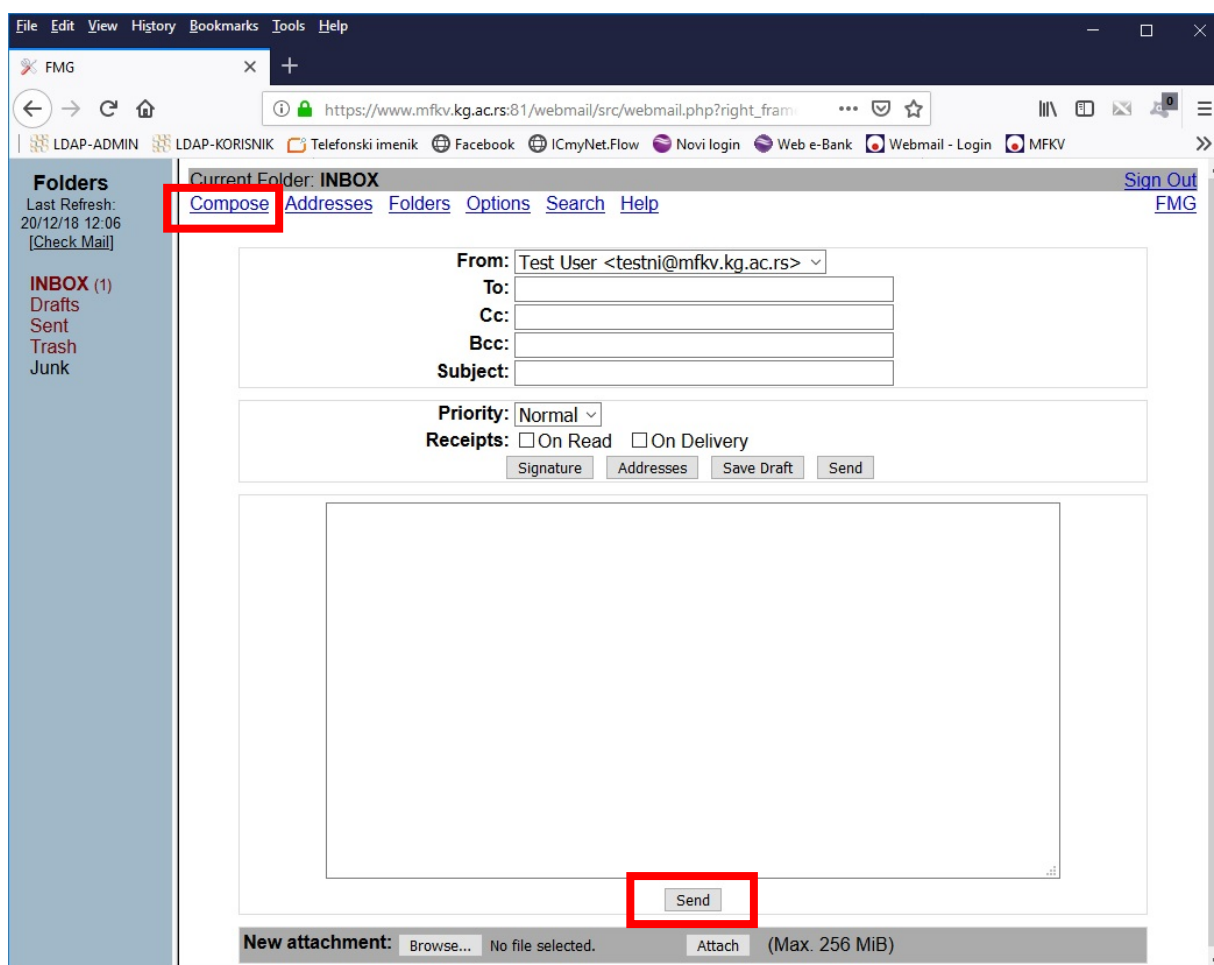 File Edit View History Bookmarks Tools Help
FMG
https://www.mfkv.kg.ac.rs:81/webmail/src/webmail.php?right_fram
LDAP-ADMIN LDAP-KORISNIK Telefonski imenik Facebook ICmyNet.Flow Novi login Web e-Bank Webmail - Login MFKV
0
Folders
Last Refresh:
20/12/18 12:06
[Check Mail]
INBOX (1)
Drafts
Sent
Trash
Junk
Current Folder: INBOX Sign Out
Compose Addresses Folders Options Search Help FMG
From: Test User <testni@mfkv.kg.ac.rs>
To:
Cc:
Bcc:
Subject:
Priority: Normal
Receipts: On Read On Delivery
Signature Addresses Save Draft Send
Send
New attachment: Browse... No file selected. Attach (Max. 256 MiB)